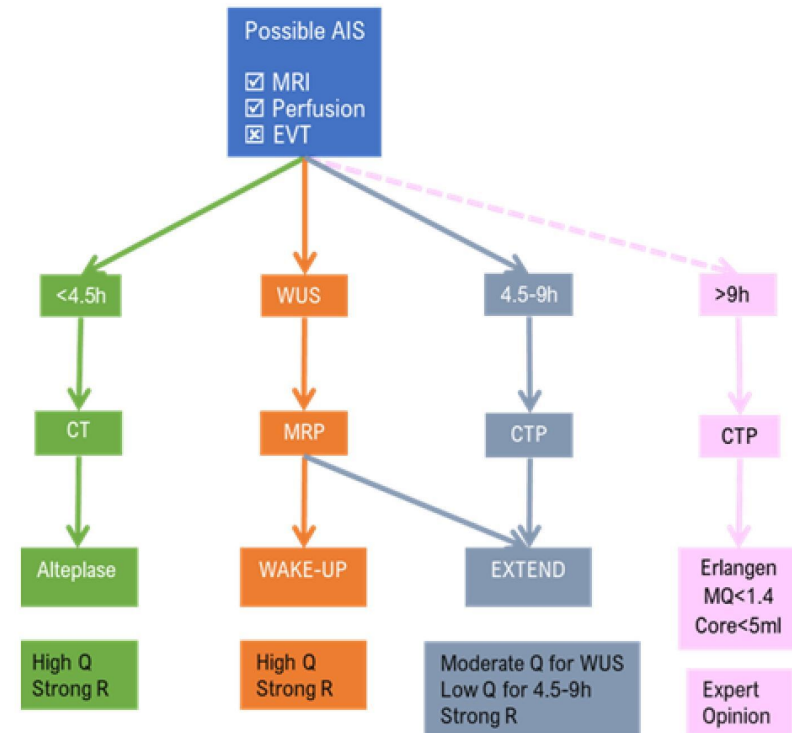 Possible AIS
☑ MRI
☑ Perfusion
☒ EVT
<4.5h
WUS
4.5-9h
>9h
CT
MRP
CTP
CTP
Alteplase
WAKE-UP
EXTEND
Erlangen
MQ<1.4
Core<5ml
High Q
Strong R
High Q
Strong R
Moderate Q for WUS
Low Q for 4.5-9h
Strong R
Expert
Opinion